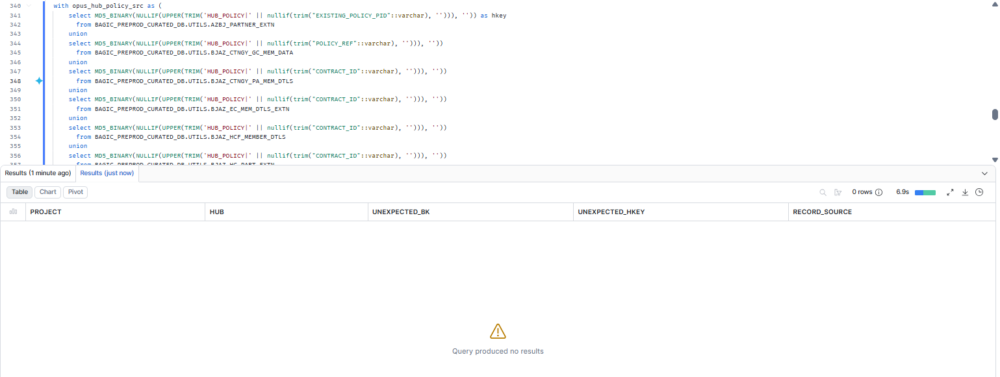 340 with opus_hub_policy_src as (
341 select MD5_BINARY(NULLIF(UPPER(TRIM('HUB_POLICY|' || nullif(trim("EXISTING_POLICY_PID"::varchar), ''))), '')) as hkey
342 from BAGIC_PREPROD_CURATED_DB.UTILS.AZBJ_PARTNER_EXTN
343 union
344 select MD5_BINARY(NULLIF(UPPER(TRIM('HUB_POLICY|' || nullif(trim("POLICY_REF"::varchar), ''))), ''))
345 from BAGIC_PREPROD_CURATED_DB.UTILS.BJAZ_CTNGY_GC_MEM_DATA
346 union
347 select MD5_BINARY(NULLIF(UPPER(TRIM('HUB_POLICY|' || nullif(trim("CONTRACT_ID"::varchar), ''))), ''))
348 from BAGIC_PREPROD_CURATED_DB.UTILS.BJAZ_CTNGY_PA_MEM_DTLS
349 union
350 select MD5_BINARY(NULLIF(UPPER(TRIM('HUB_POLICY|' || nullif(trim("CONTRACT_ID"::varchar), ''))), ''))
351 from BAGIC_PREPROD_CURATED_DB.UTILS.BJAZ_EC_MEM_DTLS_EXTN
352 union
353 select MD5_BINARY(NULLIF(UPPER(TRIM('HUB_POLICY|' || nullif(trim("CONTRACT_ID"::varchar), ''))), ''))
354 from BAGIC_PREPROD_CURATED_DB.UTILS.BJAZ_HCF_MEMBER_DTLS
355 union
356 select MD5_BINARY(NULLIF(UPPER(TRIM('HUB_POLICY|' || nullif(trim("CONTRACT_ID"::varchar), ''))), ''))
357 from BAGIC_PREPROD_CURATED_DB.UTILS.BJAZ_HC_PART_EXTN
Results (1 minute ago) Results (just now)
Table Chart Pivot 0 rows 6.9s
PROJECT HUB UNEXPECTED_BK UNEXPECTED_HKEY RECORD_SOURCE
Query produced no results